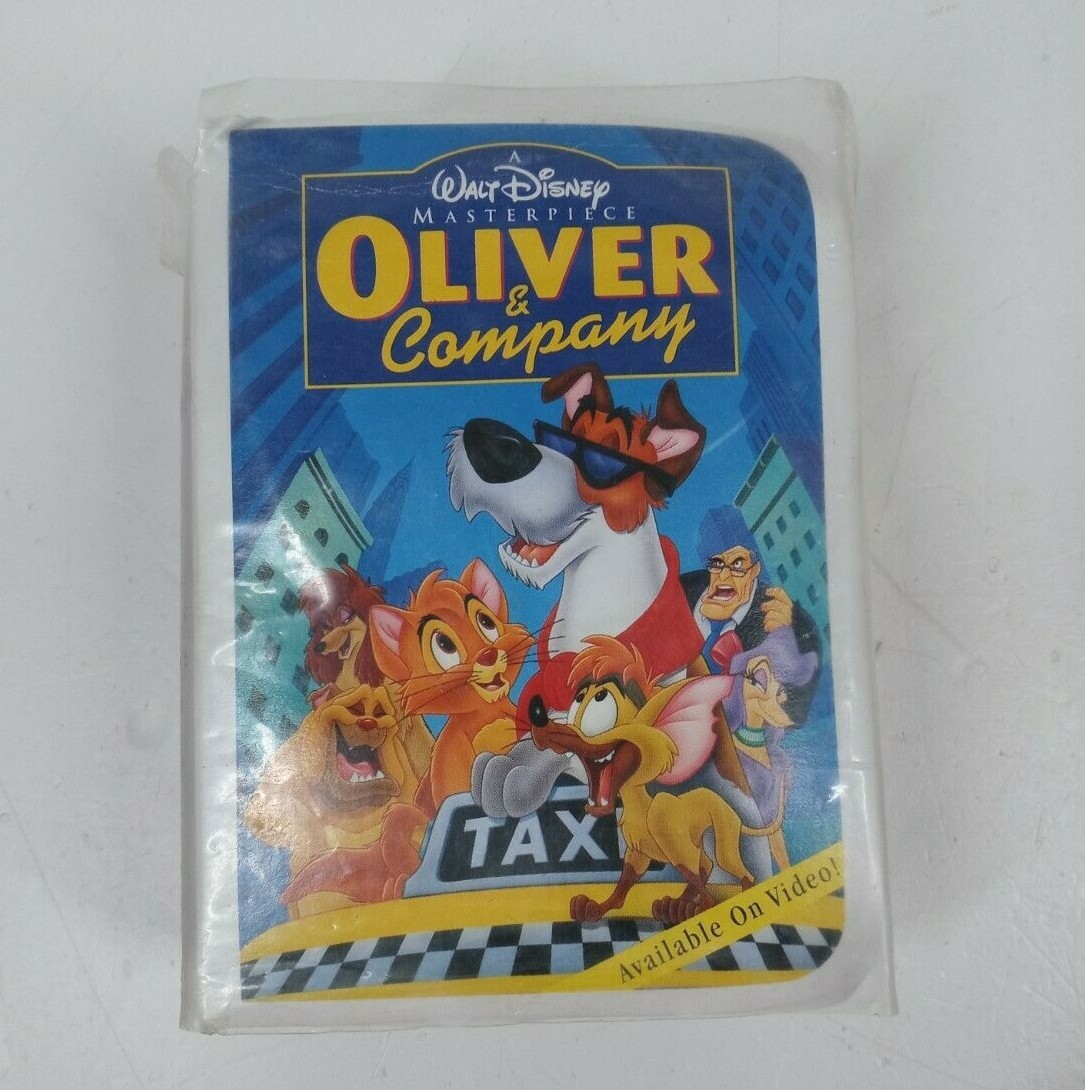 A
WALT DISNEY
MASTERPIECE
OLIVER
&
Company
TAXI
Available On Video!